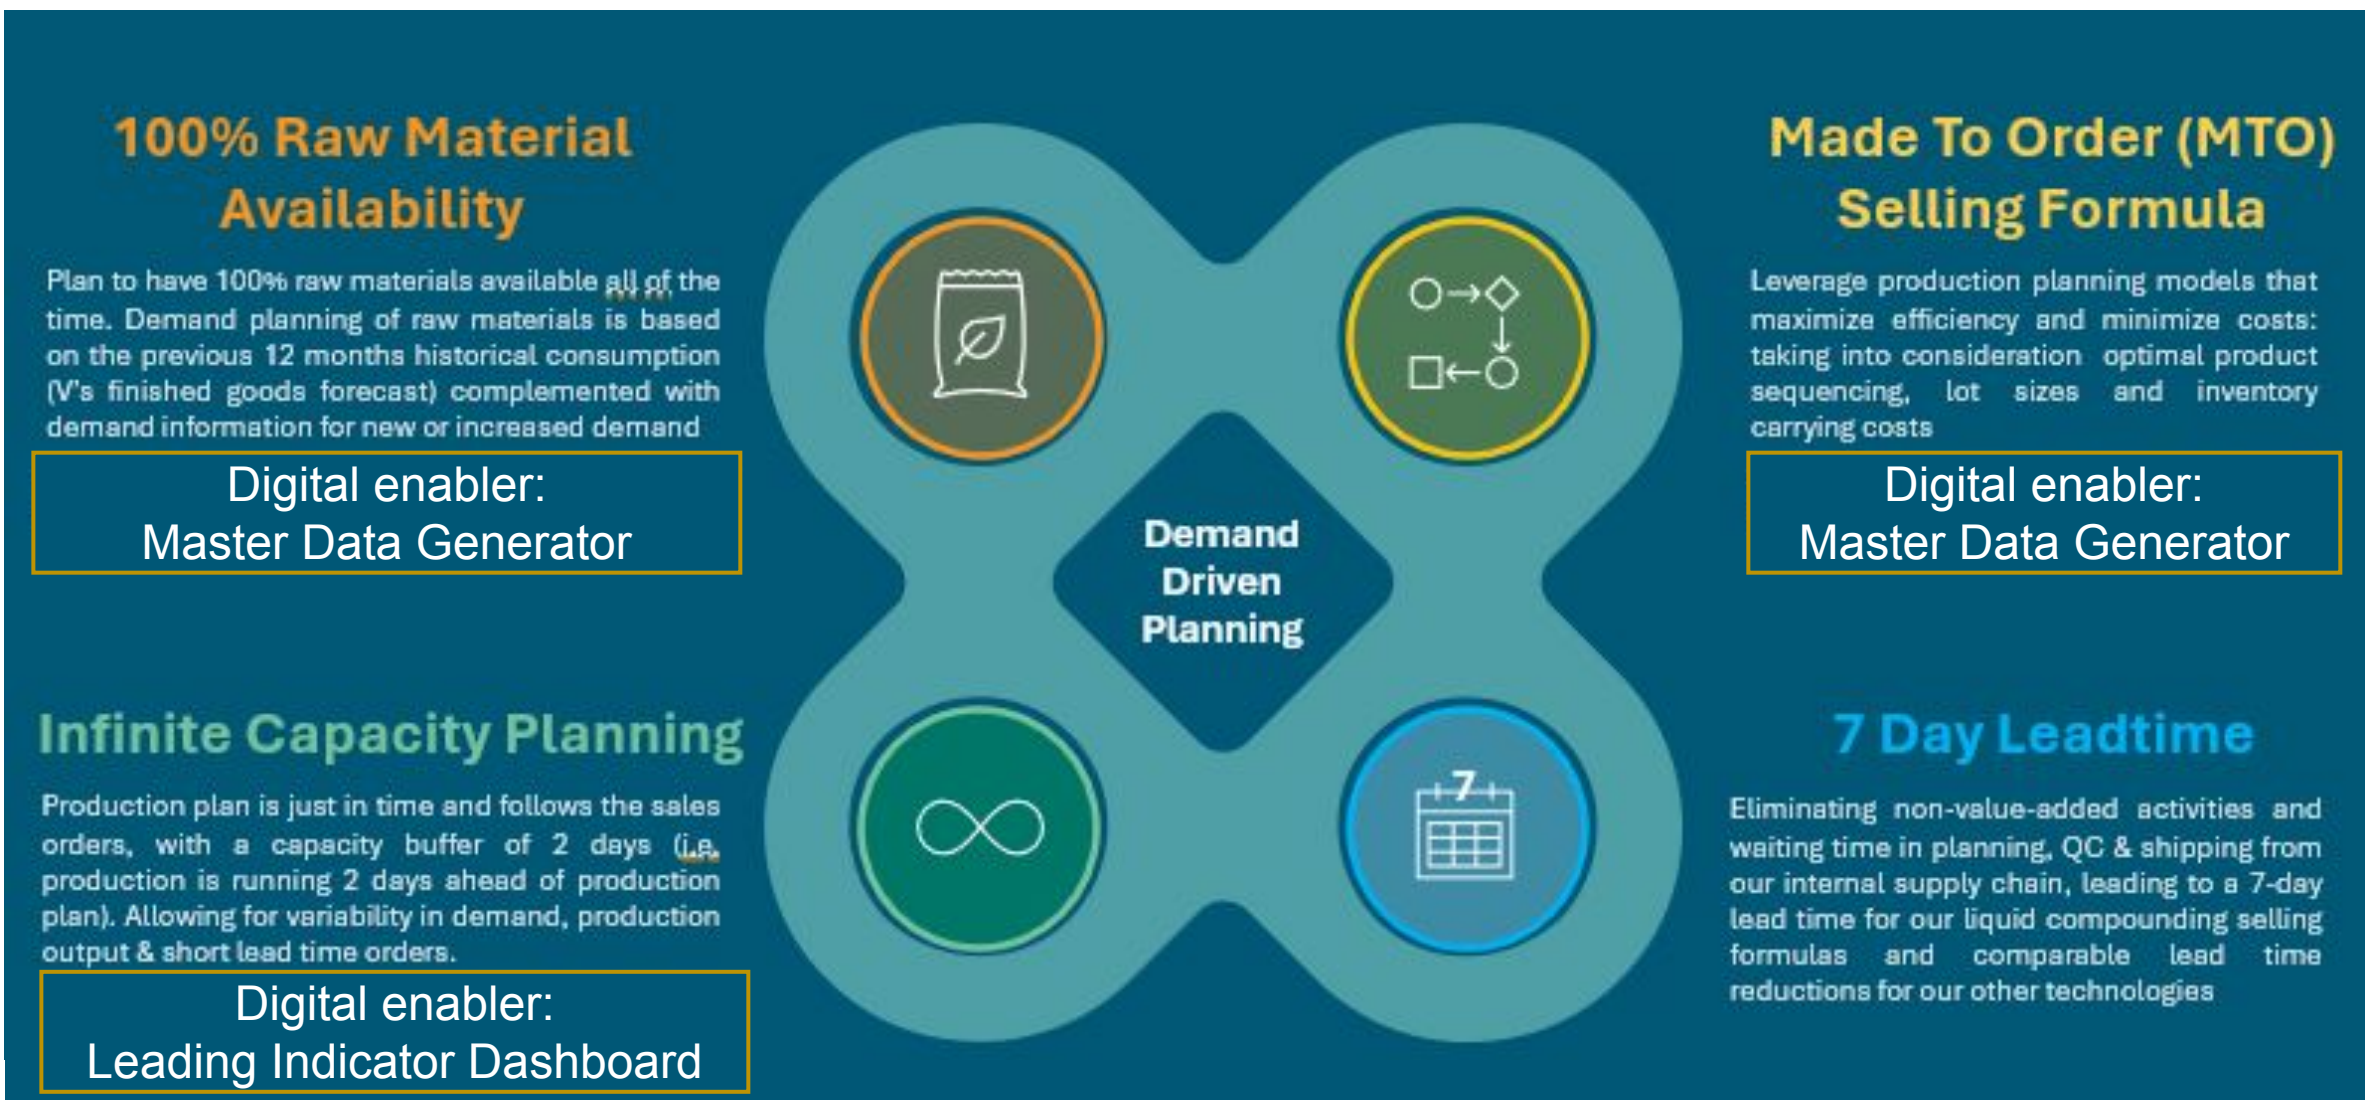 100% Raw Material
Availability
Plan to have 100% raw materials available all of the
time. Demand planning of raw materials is based
on the previous 12 months historical consumption
(V's finished goods forecast) complemented with
demand information for new or increased demand
Digital enabler:
Master Data Generator
Made To Order (MTO)
Selling Formula
Leverage production planning models that
maximize efficiency and minimize costs:
taking into consideration optimal product
sequencing, lot sizes and inventory
carrying costs
Digital enabler:
Master Data Generator
Demand
Driven
Planning
Infinite Capacity Planning
Production plan is just in time and follows the sales
orders, with a capacity buffer of 2 days (i.e.
production is running 2 days ahead of production
plan). Allowing for variability in demand, production
output & short lead time orders.
Digital enabler:
Leading Indicator Dashboard
7
7 Day Leadtime
Eliminating non-value-added activities and
waiting time in planning, QC & shipping from
our internal supply chain, leading to a 7-day
lead time for our liquid compounding selling
formulas and comparable lead time
reductions for our other technologies